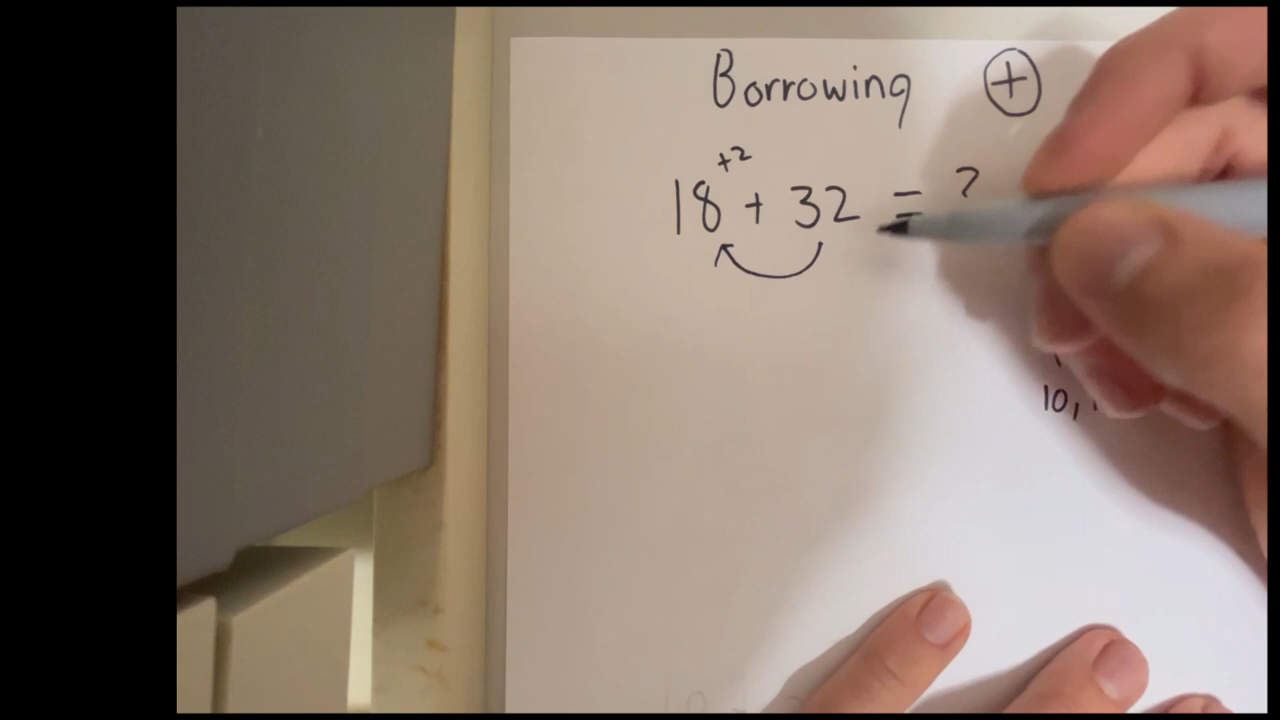 Borrowing +
+2
18 + 32 = ?
10,